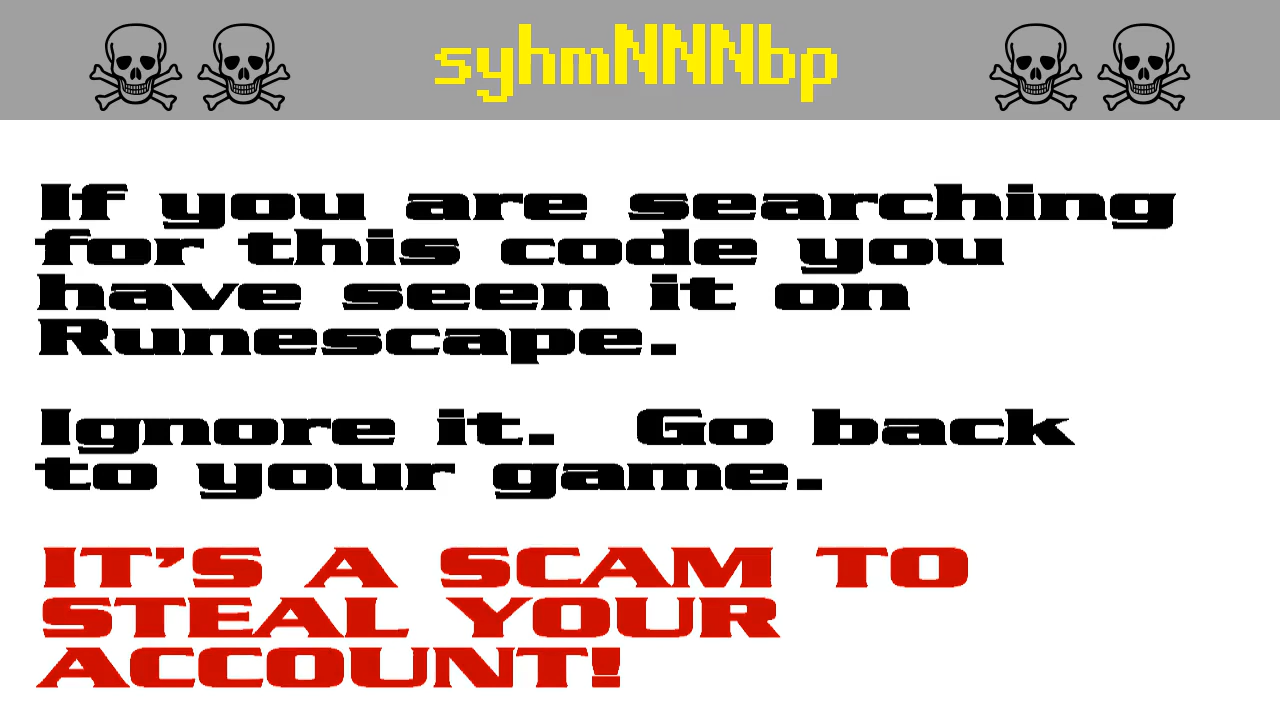 syhmNNNbp
If you are searching
for this code you
have seen it on
Runescape.
Ignore it.  Go back
to your game.
IT'S A SCAM TO
STEAL YOUR
ACCOUNT!